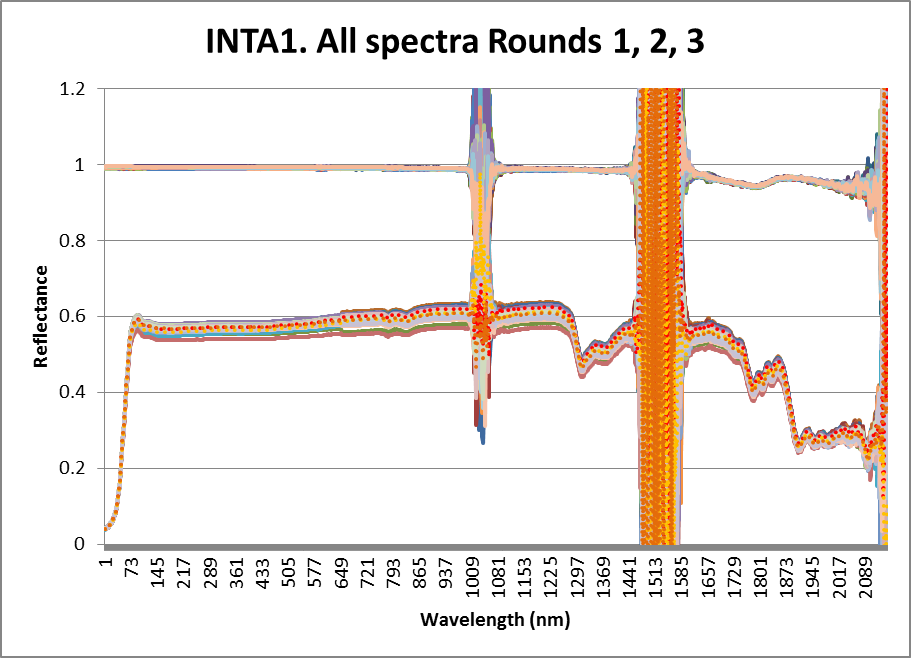 INTA1. All spectra Rounds 1, 2, 3
1.2
1
0.8
0.6
0.4
0.2
0
Reflectance
1 73 145 217 289 361 433 505 577 649 721 793 865 937 1009 1081 1153 1225 1297 1369 1441 1513 1585 1657 1729 1801 1873 1945 2017 2089
Wavelength (nm)